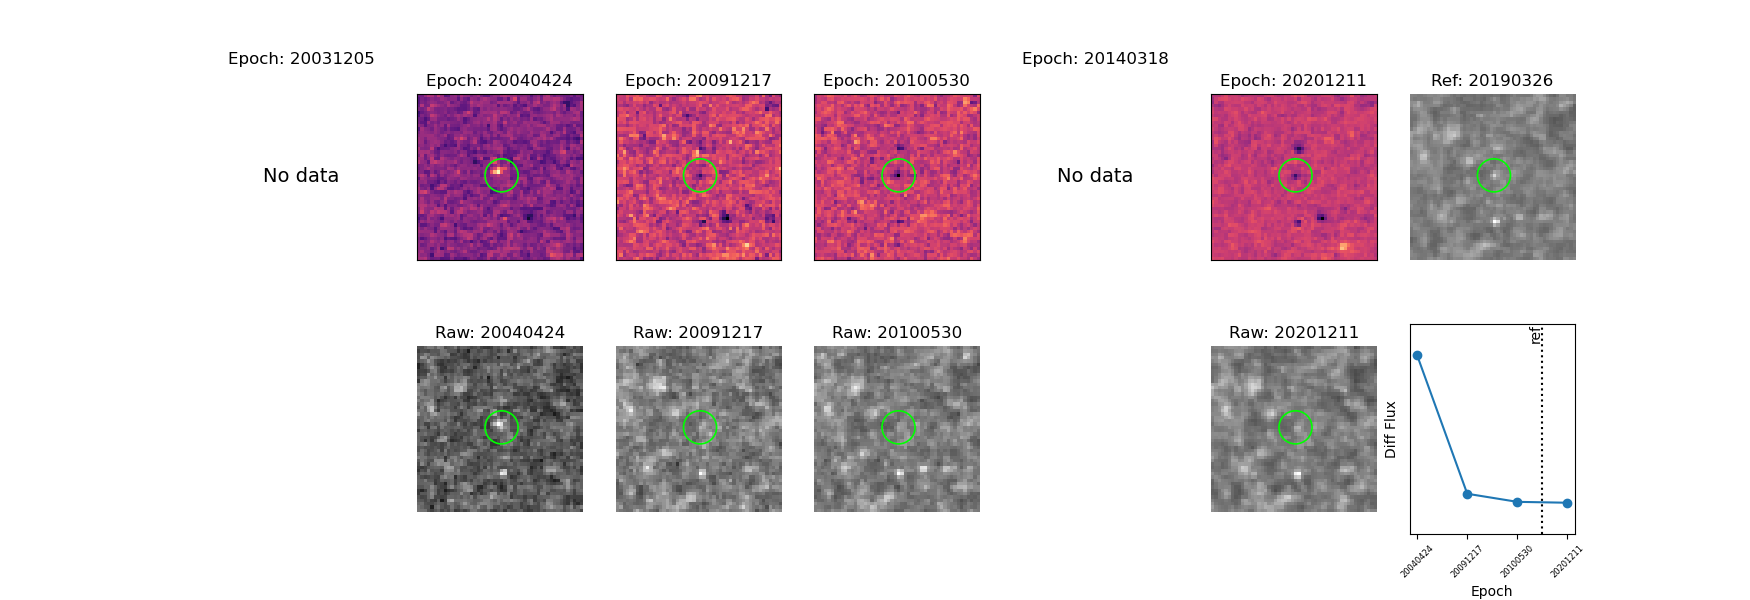 Epoch: 20031205
Epoch: 20140318
Epoch: 20040424
Epoch: 20091217
Epoch: 20100530
Epoch: 20201211
Ref: 20190326
No data
No data
Raw: 20040424
Raw: 20091217
Raw: 20100530
Raw: 20201211
ref
Diff Flux
20040424
20091217
20100530
20201211
Epoch